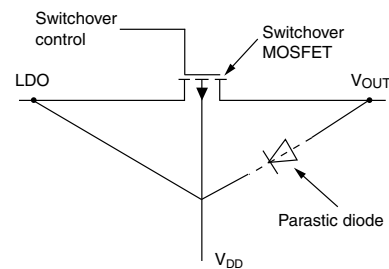 Switchover
control
Switchover
MOSFET
LDO
VOUT
Parastic diode
VDD